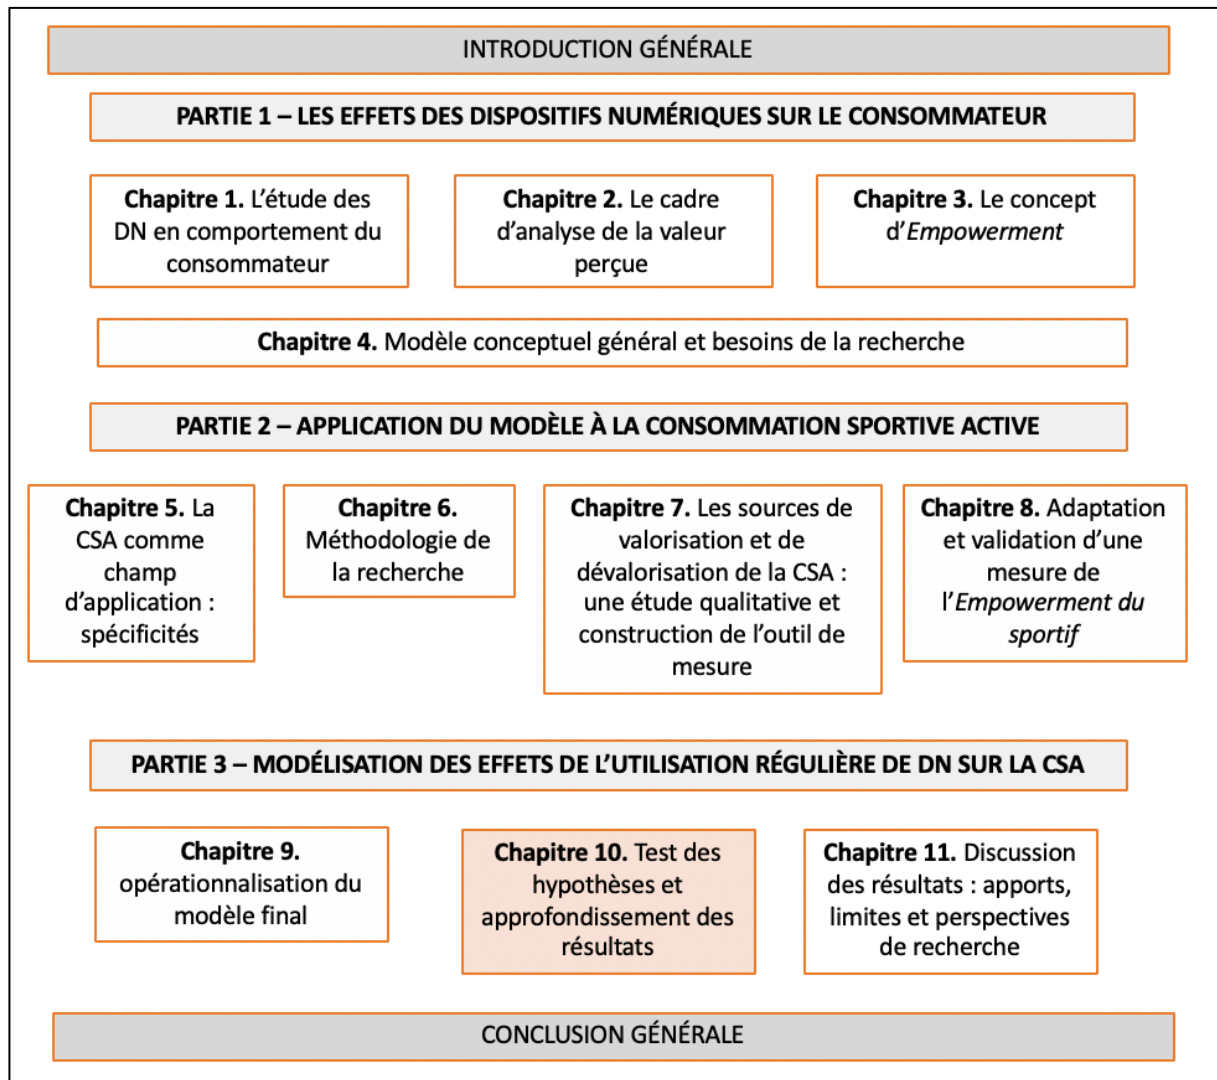 INTRODUCTION GÉNÉRALE
PARTIE 1 – LES EFFETS DES DISPOSITIFS NUMÉRIQUES SUR LE CONSOMMATEUR
Chapitre 1. L’étude des
DN en comportement du
consommateur
Chapitre 2. Le cadre
d’analyse de la valeur
perçue
Chapitre 3. Le concept
d’Empowerment
Chapitre 4. Modèle conceptuel général et besoins de la recherche
PARTIE 2 – APPLICATION DU MODÈLE À LA CONSOMMATION SPORTIVE ACTIVE
Chapitre 5. La
CSA comme
champ
d’application :
spécificités
Chapitre 6.
Méthodologie de
la recherche
Chapitre 7. Les sources de
valorisation et de
dévalorisation de la CSA :
une étude qualitative et
construction de l’outil de
mesure
Chapitre 8. Adaptation
et validation d’une
mesure de
l’Empowerment du
sportif
PARTIE 3 – MODÉLISATION DES EFFETS DE L’UTILISATION RÉGULIÈRE DE DN SUR LA CSA
Chapitre 9.
opérationnalisation du
modèle final
Chapitre 10. Test des
hypothèses et
approfondissement des
résultats
Chapitre 11. Discussion
des résultats : apports,
limites et perspectives
de recherche
CONCLUSION GÉNÉRALE